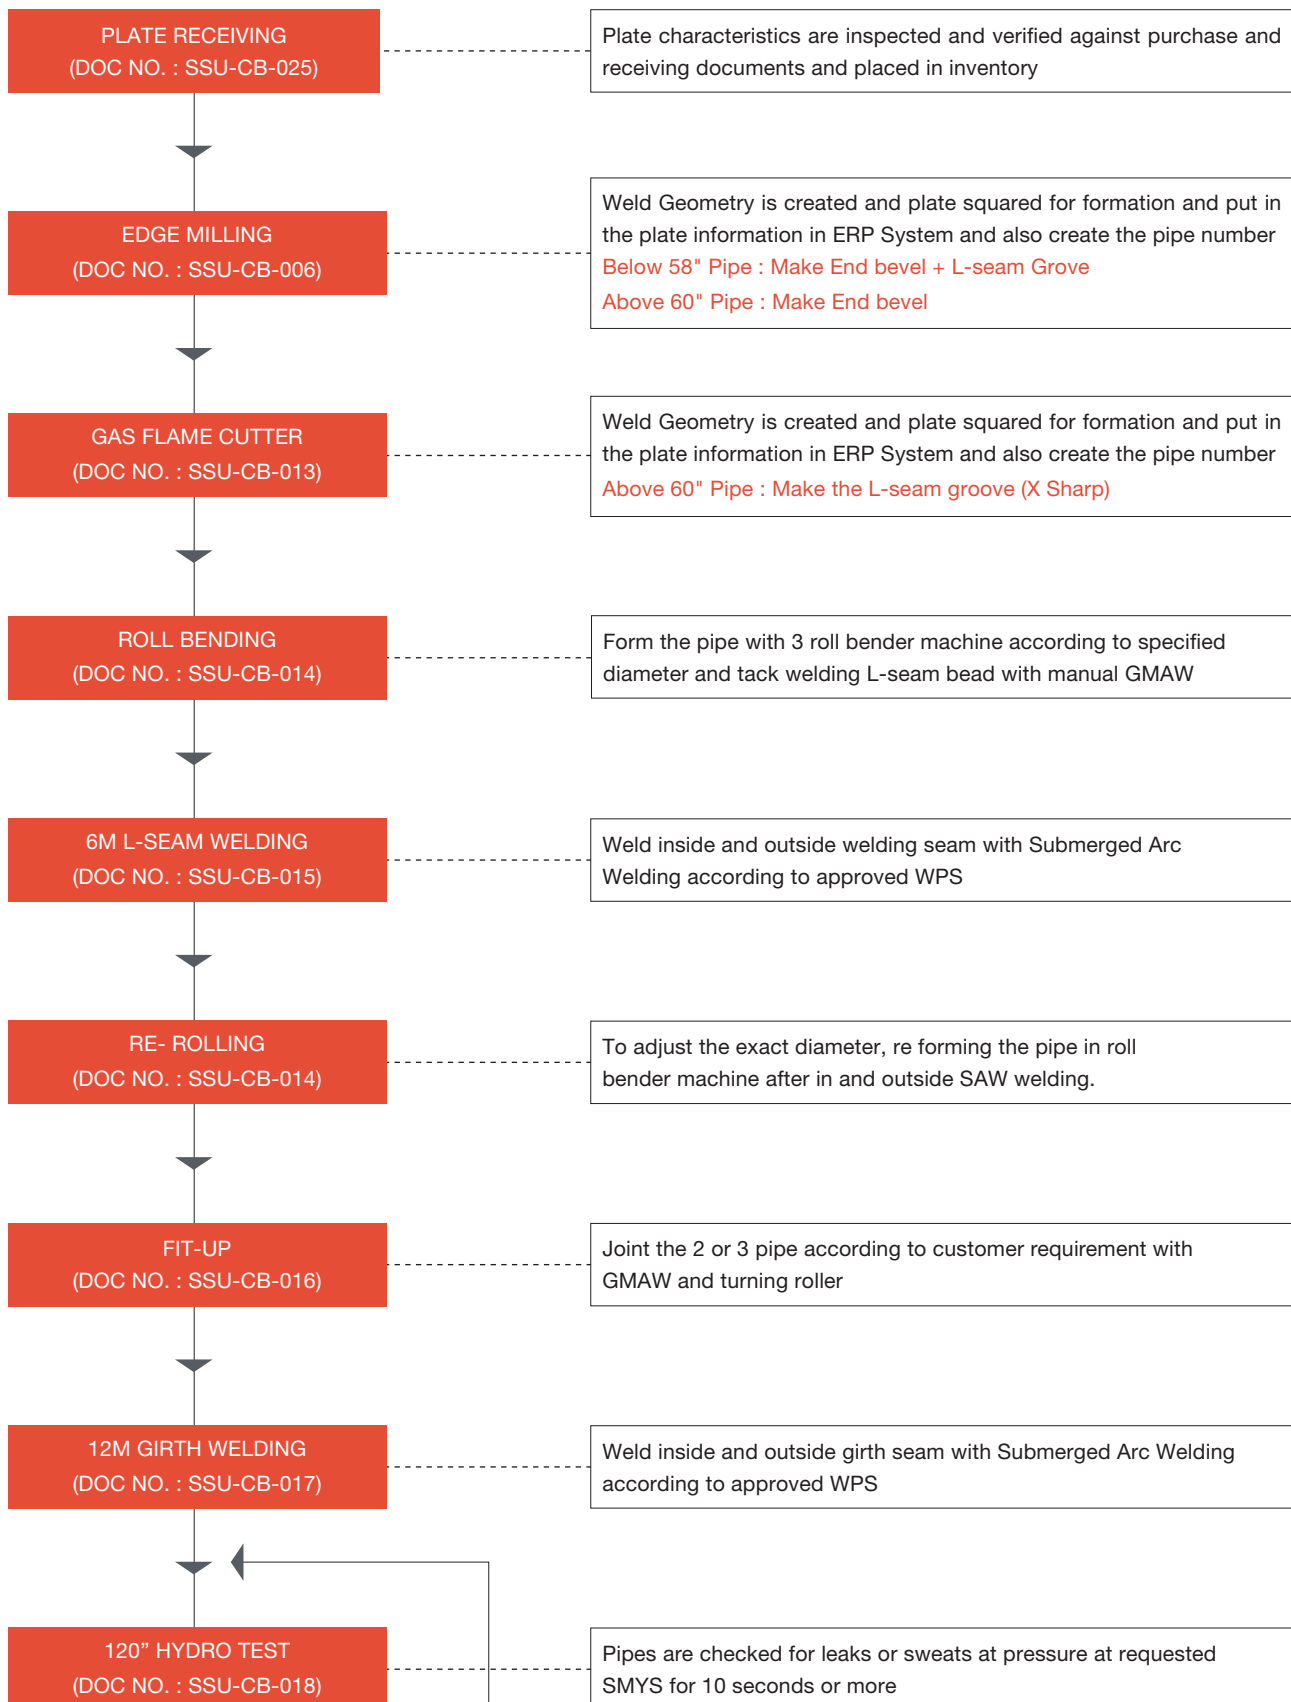 PLATE RECEIVING
(DOC NO. : SSU-CB-025)
Plate characteristics are inspected and verified against purchase and
receiving documents and placed in inventory
EDGE MILLING
(DOC NO. : SSU-CB-006)
Weld Geometry is created and plate squared for formation and put in
the plate information in ERP System and also create the pipe number
Below 58" Pipe : Make End bevel + L-seam Grove
Above 60" Pipe : Make End bevel
GAS FLAME CUTTER
(DOC NO. : SSU-CB-013)
Weld Geometry is created and plate squared for formation and put in
the plate information in ERP System and also create the pipe number
Above 60" Pipe : Make the L-seam groove (X Sharp)
ROLL BENDING
(DOC NO. : SSU-CB-014)
Form the pipe with 3 roll bender machine according to specified
diameter and tack welding L-seam bead with manual GMAW
6M L-SEAM WELDING
(DOC NO. : SSU-CB-015)
Weld inside and outside welding seam with Submerged Arc
Welding according to approved WPS
RE- ROLLING
(DOC NO. : SSU-CB-014)
To adjust the exact diameter, re forming the pipe in roll
bender machine after in and outside SAW welding.
FIT-UP
(DOC NO. : SSU-CB-016)
Joint the 2 or 3 pipe according to customer requirement with
GMAW and turning roller
12M GIRTH WELDING
(DOC NO. : SSU-CB-017)
Weld inside and outside girth seam with Submerged Arc Welding
according to approved WPS
120” HYDRO TEST
(DOC NO. : SSU-CB-018)
Pipes are checked for leaks or sweats at pressure at requested
SMYS for 10 seconds or more